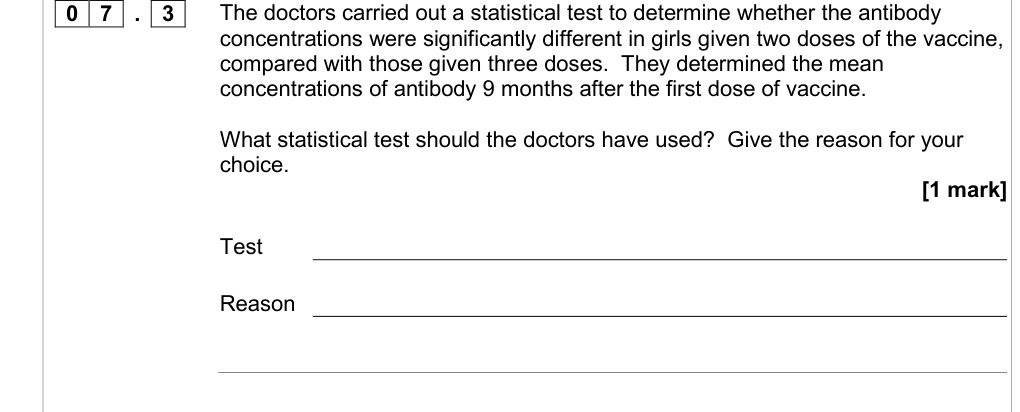 0 7 . 3 The doctors carried out a statistical test to determine whether the antibody
concentrations were significantly different in girls given two doses of the vaccine,
compared with those given three doses. They determined the mean
concentrations of antibody 9 months after the first dose of vaccine.
What statistical test should the doctors have used? Give the reason for your
choice.
[1 mark]
Test
Reason